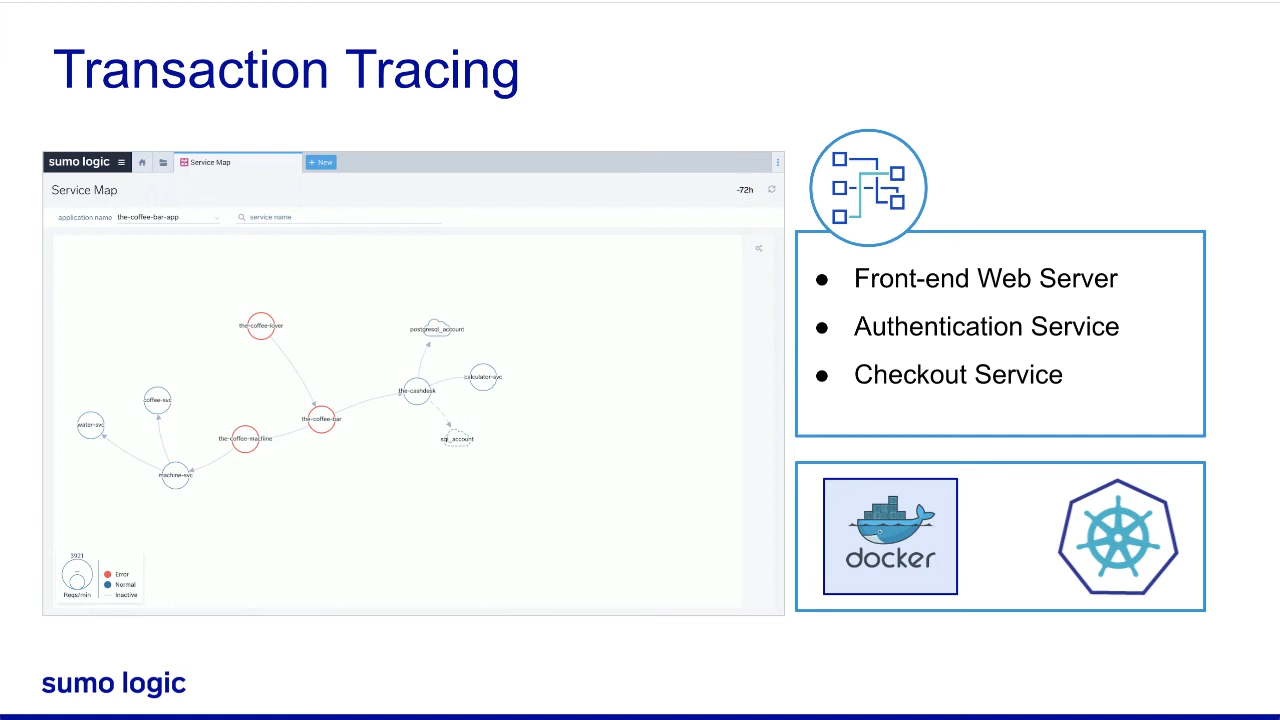 Transaction Tracing
sumo logic
Service Map
+ New
Service Map
-72h
application name the-coffee-bar-app
service name
the-coffee-lover
postgresql_account
calculator-svc
the-cashdesk
coffee-svc
the-coffee-bar
water-svc
the-coffee-machine
sql_account
machine-svc
3921
Reqs/min
Error
Normal
Inactive
● Front-end Web Server
● Authentication Service
● Checkout Service
docker
sumo logic